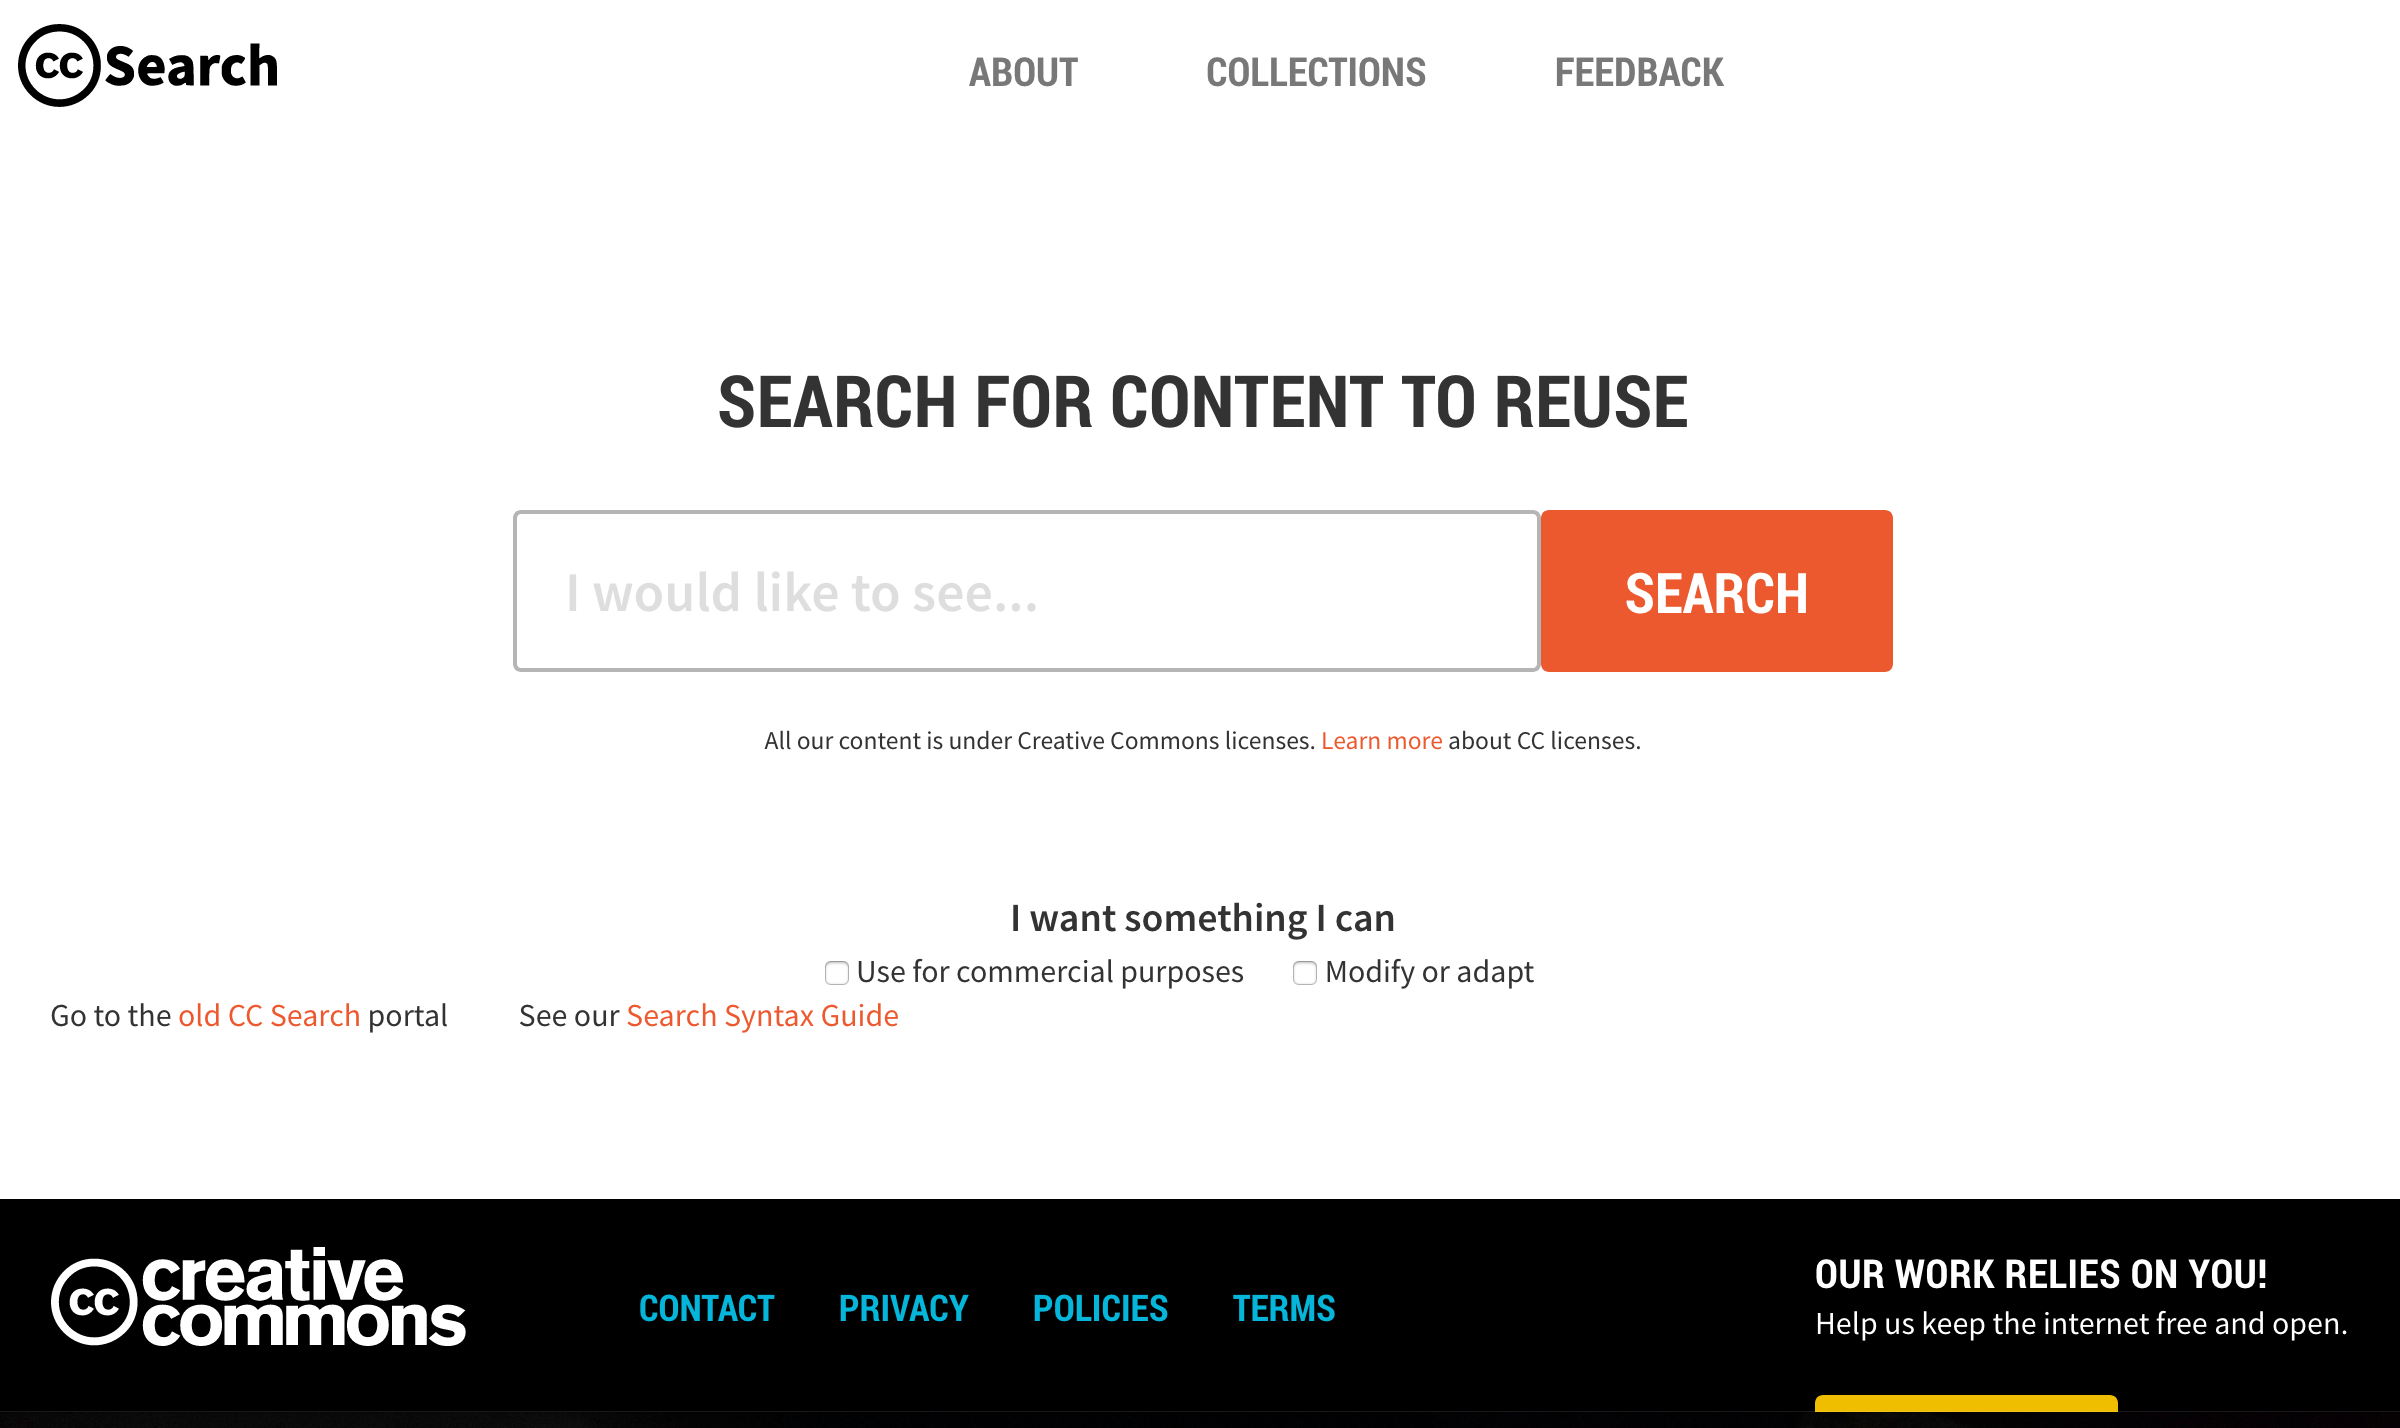 cc Search
ABOUT COLLECTIONS FEEDBACK
SEARCH FOR CONTENT TO REUSE
I would like to see... SEARCH
All our content is under Creative Commons licenses. Learn more about CC licenses.
I want something I can
Use for commercial purposes Modify or adapt
Go to the old CC Search portal See our Search Syntax Guide
cc creative
commons
CONTACT PRIVACY POLICIES TERMS
OUR WORK RELIES ON YOU!
Help us keep the internet free and open.